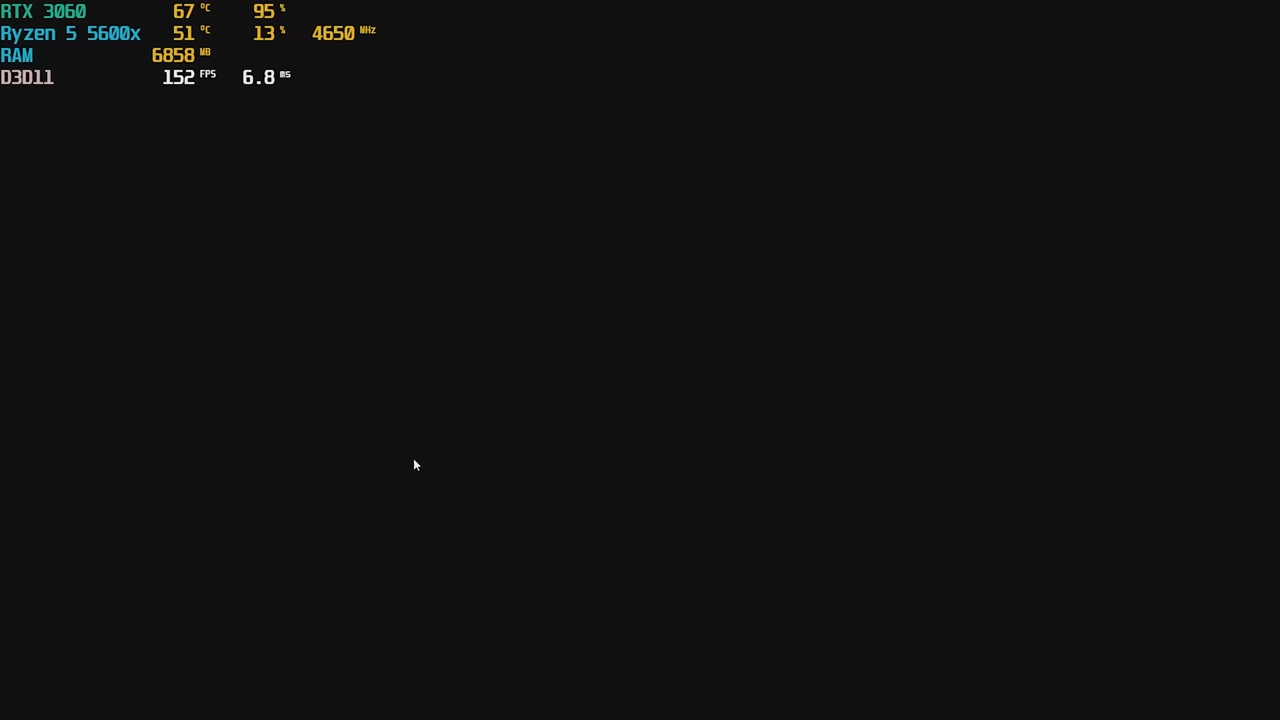 RTX 3060 67 °C 95 %
Ryzen 5 5600x 51 °C 13 % 4650 MHz
RAM 6858 MB
D3D11 152 FPS 6.8 ms